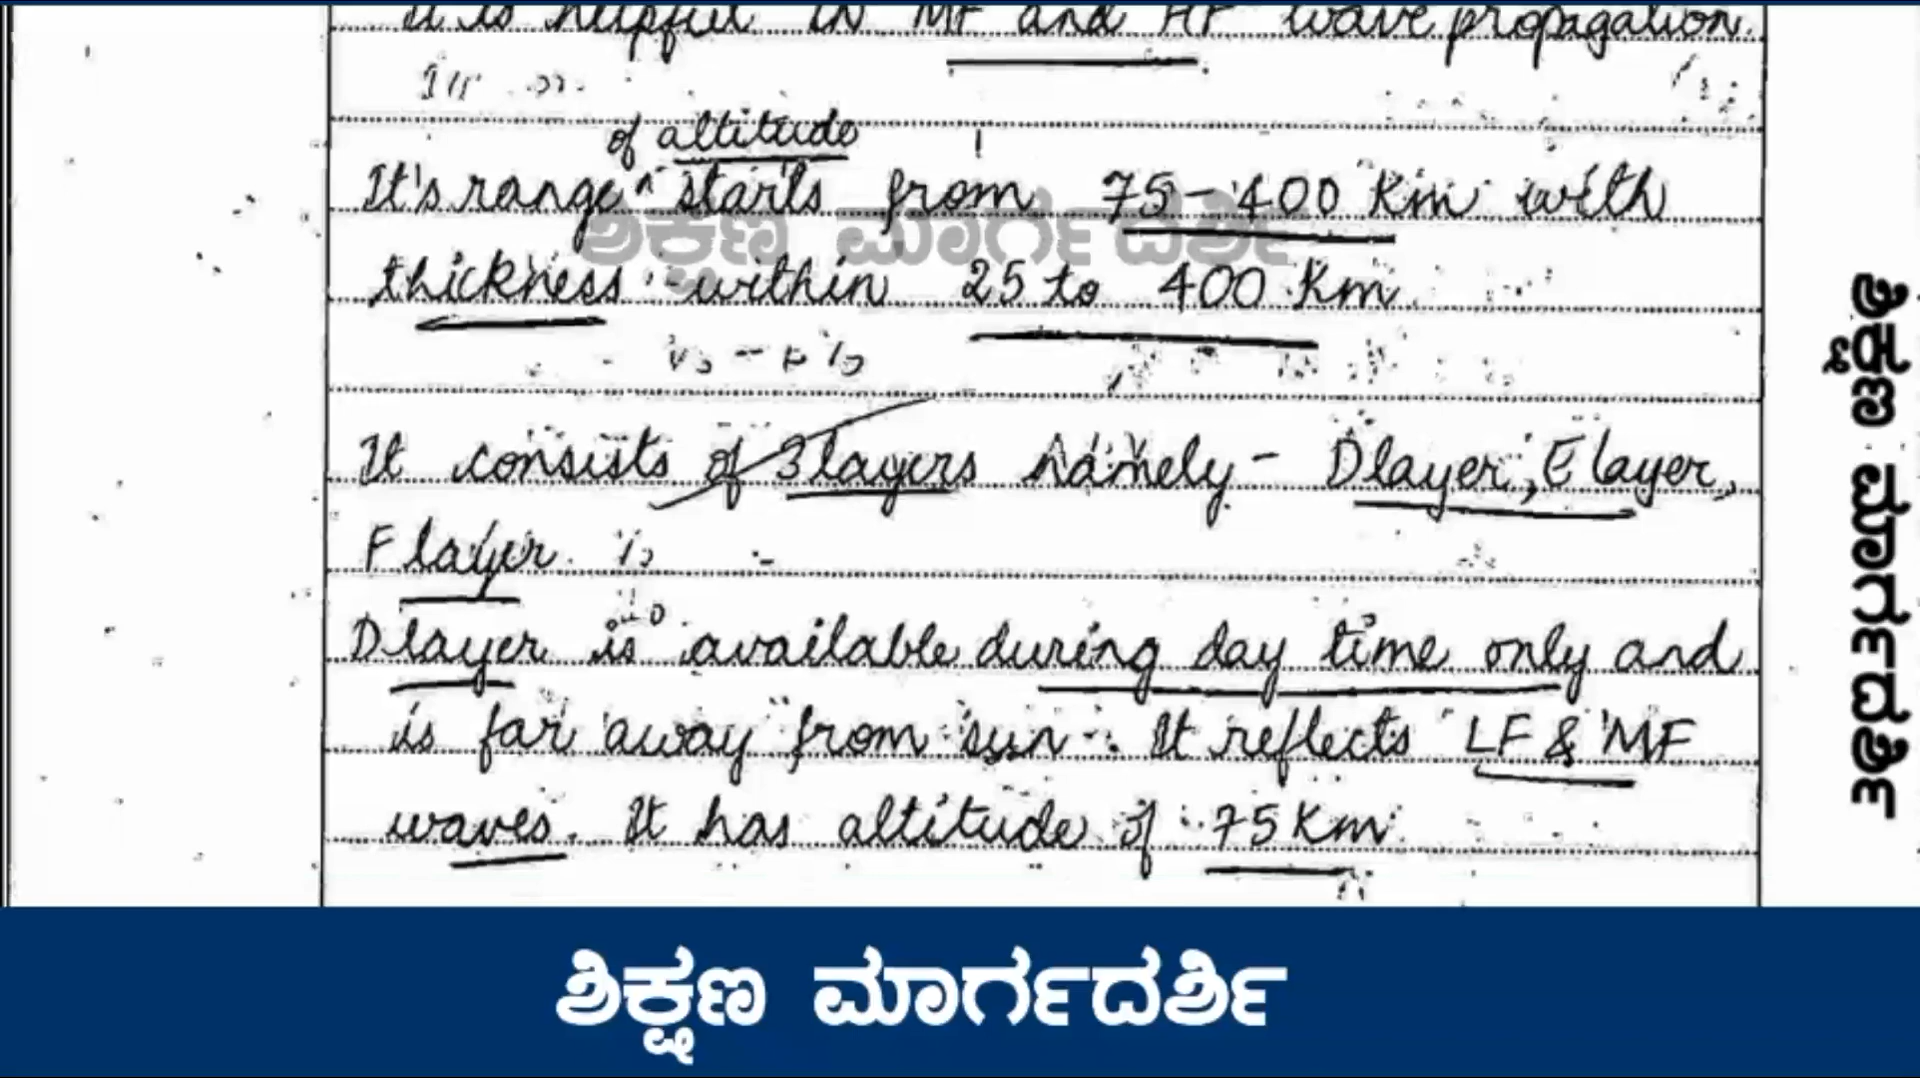 It is helpful in MF and HF wave propagation.
of altitude
It's range ^ starts from 75 - 400 Km with
thickness within 25 to 400 Km
It consists of 3 layers namely - D layer, E layer,
F layer.
D layer is available during day time only and
is far away from sun. It reflects LF & MF
waves. It has altitude of 75 Km
ಶಿಕ್ಷಣ ಮಾರ್ಗದರ್ಶಿ
ಶಿಕ್ಷಣ ಮಾರ್ಗದರ್ಶಿ
ಶಿಕ್ಷಣ ಮಾರ್ಗದರ್ಶಿ